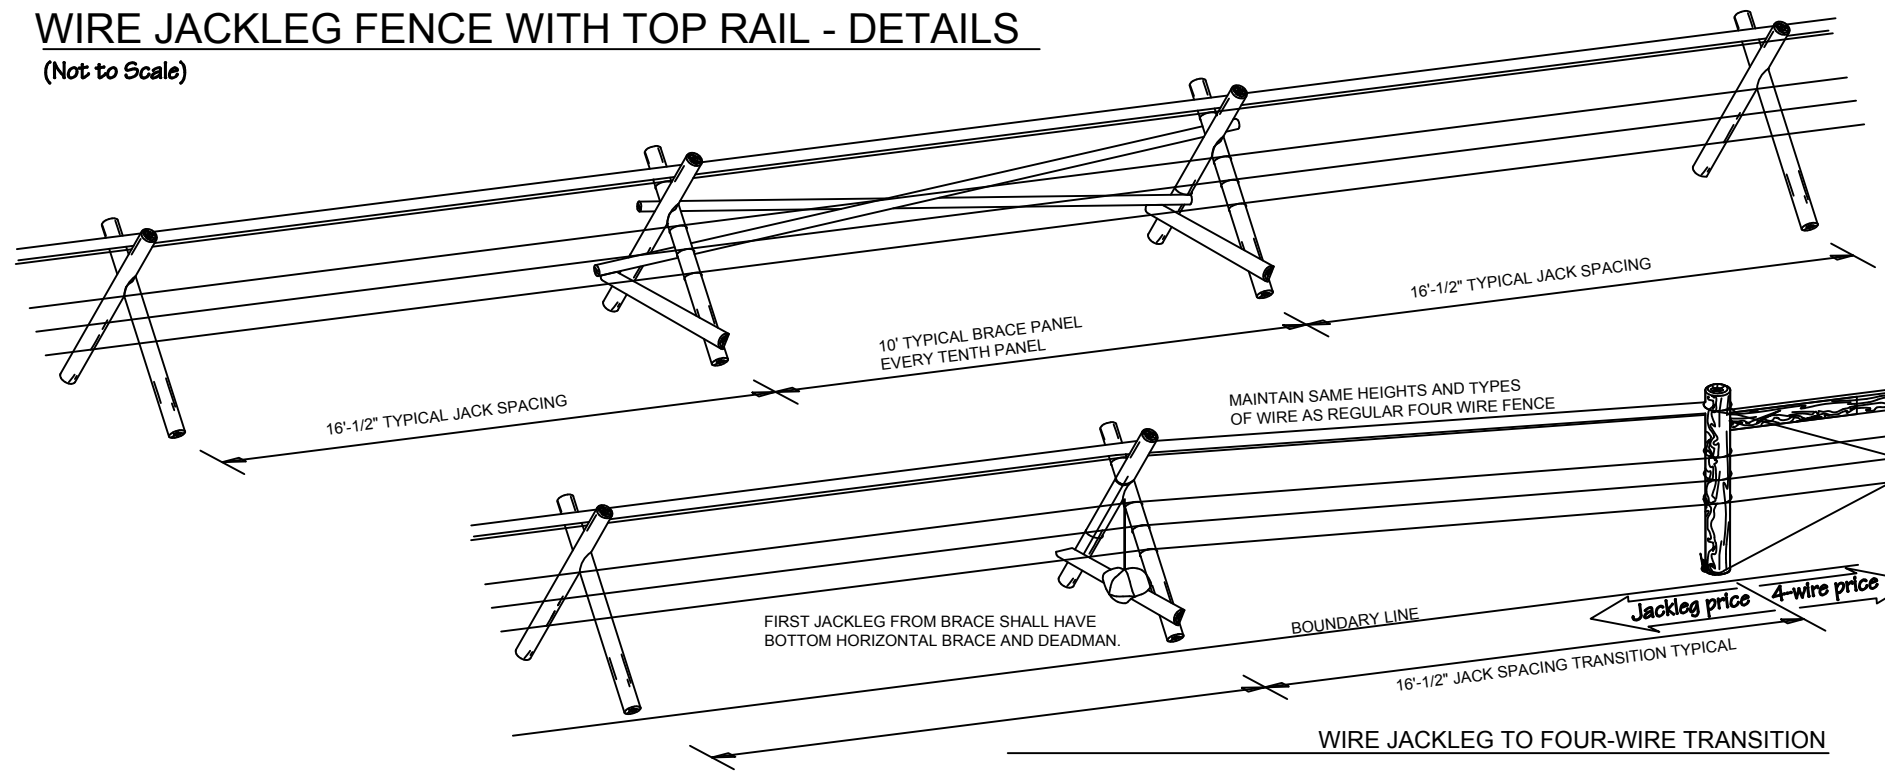 WIRE JACKLEG FENCE WITH TOP RAIL - DETAILS
(Not to Scale)
16'-1/2" TYPICAL JACK SPACING
10' TYPICAL BRACE PANEL
EVERY TENTH PANEL
16'-1/2" TYPICAL JACK SPACING
MAINTAIN SAME HEIGHTS AND TYPES
OF WIRE AS REGULAR FOUR WIRE FENCE
FIRST JACKLEG FROM BRACE SHALL HAVE
BOTTOM HORIZONTAL BRACE AND DEADMAN.
BOUNDARY LINE
Jackleg price
4-wire price
16'-1/2" JACK SPACING TRANSITION TYPICAL
WIRE JACKLEG TO FOUR-WIRE TRANSITION